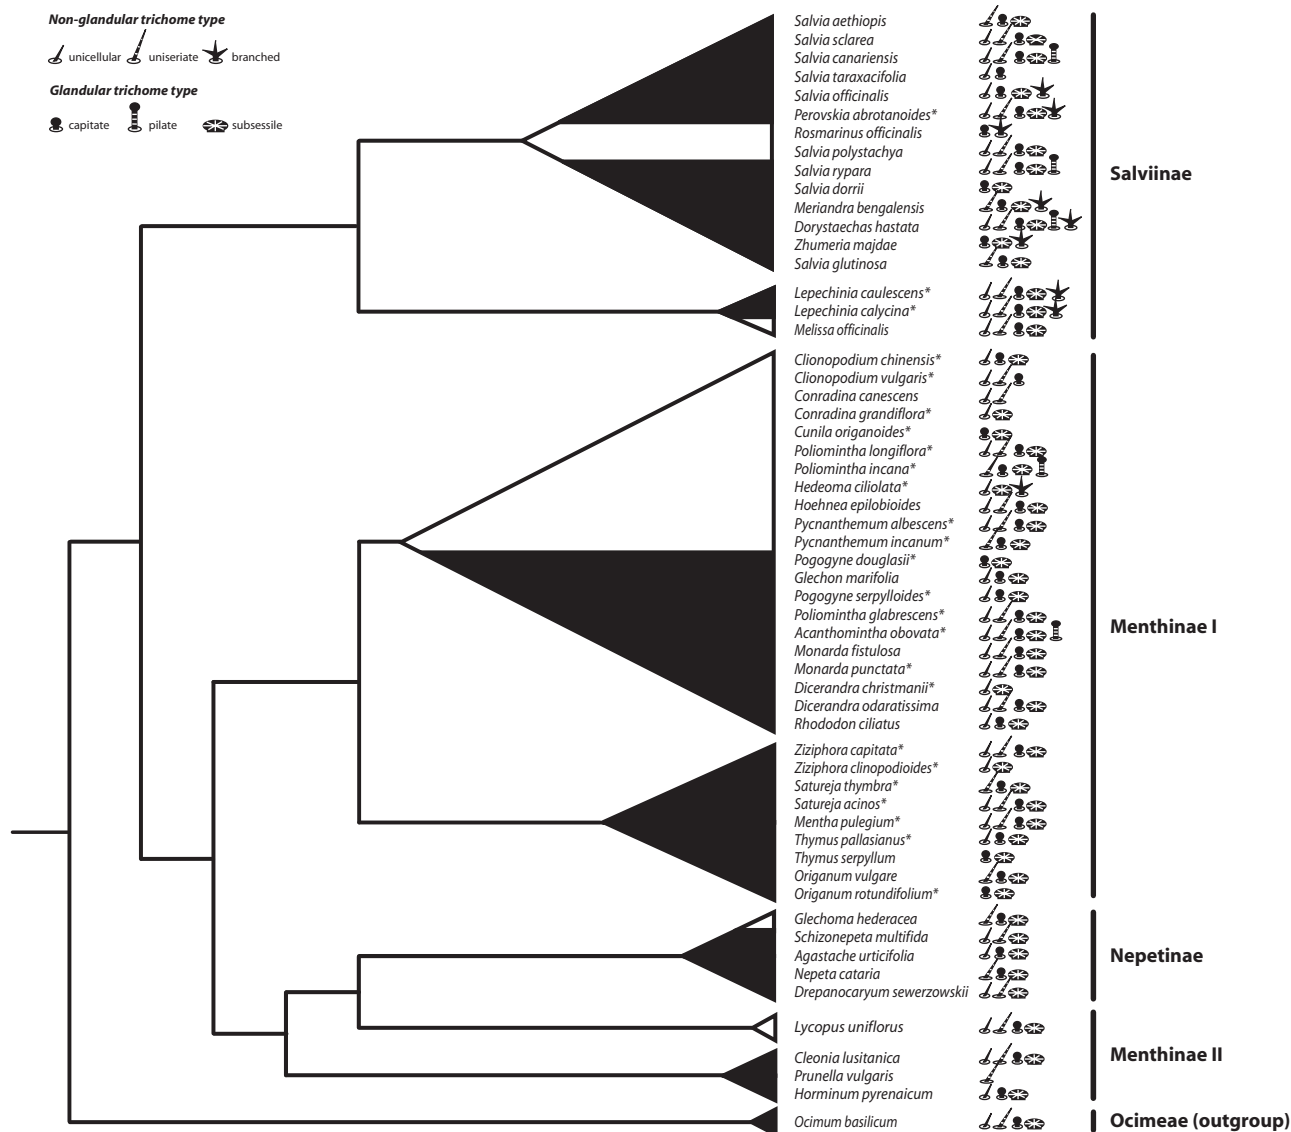 Non-glandular trichome type
unicellular uniseriate branched
Glandular trichome type
capitate pilate subsessile
Salvia aethiopis
Salvia sclarea
Salvia canariensis
Salvia taraxacifolia
Salvia officinalis
Perovskia abrotanoides*
Rosmarinus officinalis
Salvia polystachya
Salvia rypara
Salvia dorrii
Meriandra bengalensis
Dorystaechas hastata
Zhumeria majdae
Salvia glutinosa
Lepechinia caulescens*
Lepechinia calycina*
Melissa officinalis
Salviinae
Clionopodium chinensis*
Clionopodium vulgaris*
Conradina canescens
Conradina grandiflora*
Cunila origanoides*
Poliomintha longiflora*
Poliomintha incana*
Hedeoma ciliolata*
Hoehnea epilobioides
Pycnanthemum albescens*
Pycnanthemum incanum*
Pogogyne douglasii*
Glechon marifolia
Pogogyne serpylloides*
Poliomintha glabrescens*
Acanthomintha obovata*
Monarda fistulosa
Monarda punctata*
Dicerandra christmanii*
Dicerandra odaratissima
Rhododon ciliatus
Ziziphora capitata*
Ziziphora clinopodioides*
Satureja thymbra*
Satureja acinos*
Mentha pulegium*
Thymus pallasianus*
Thymus serpyllum
Origanum vulgare
Origanum rotundifolium*
Menthinae I
Glechoma hederacea
Schizonepeta multifida
Agastache urticifolia
Nepeta cataria
Drepanocaryum sewerzowskii
Nepetinae
Lycopus uniflorus
Cleonia lusitanica
Prunella vulgaris
Horminum pyrenaicum
Menthinae II
Ocimum basilicum
Ocimeae (outgroup)